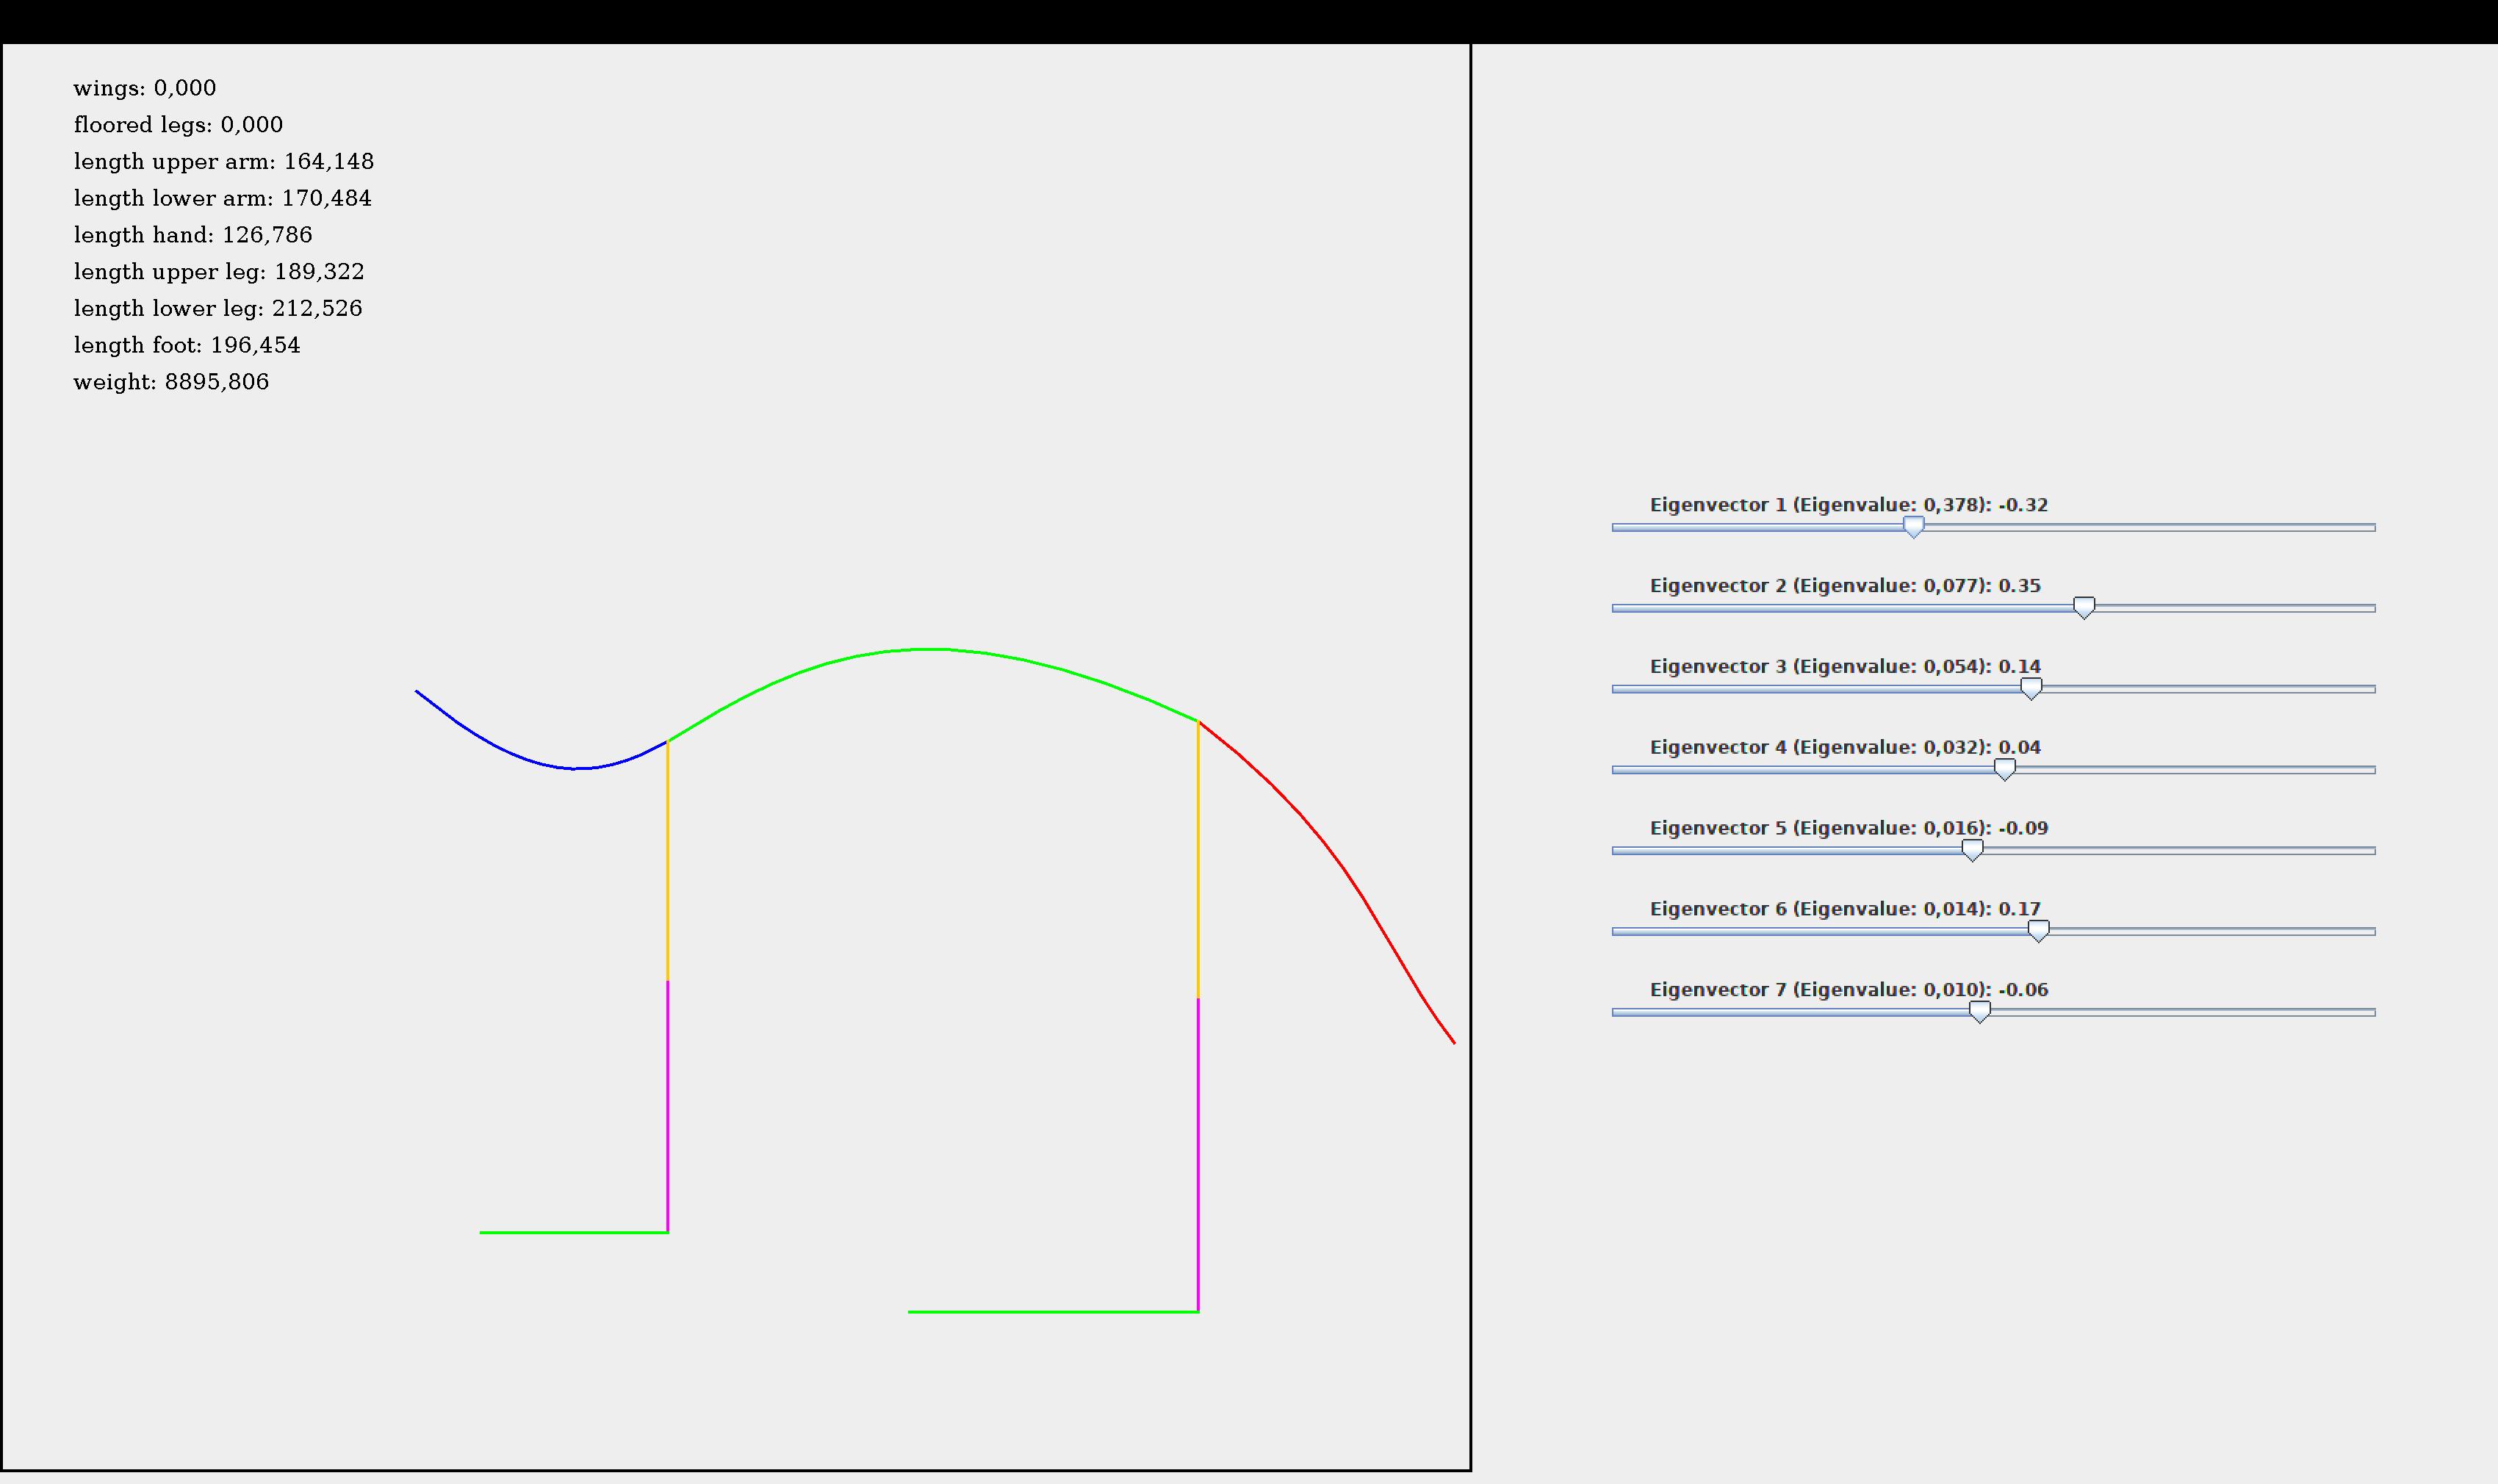 wings: 0,000
floored legs: 0,000
length upper arm: 164,148
length lower arm: 170,484
length hand: 126,786
length upper leg: 189,322
length lower leg: 212,526
length foot: 196,454
weight: 8895,806
Eigenvector 1 (Eigenvalue: 0,378): -0.32
Eigenvector 2 (Eigenvalue: 0,077): 0.35
Eigenvector 3 (Eigenvalue: 0,054): 0.14
Eigenvector 4 (Eigenvalue: 0,032): 0.04
Eigenvector 5 (Eigenvalue: 0,016): -0.09
Eigenvector 6 (Eigenvalue: 0,014): 0.17
Eigenvector 7 (Eigenvalue: 0,010): -0.06